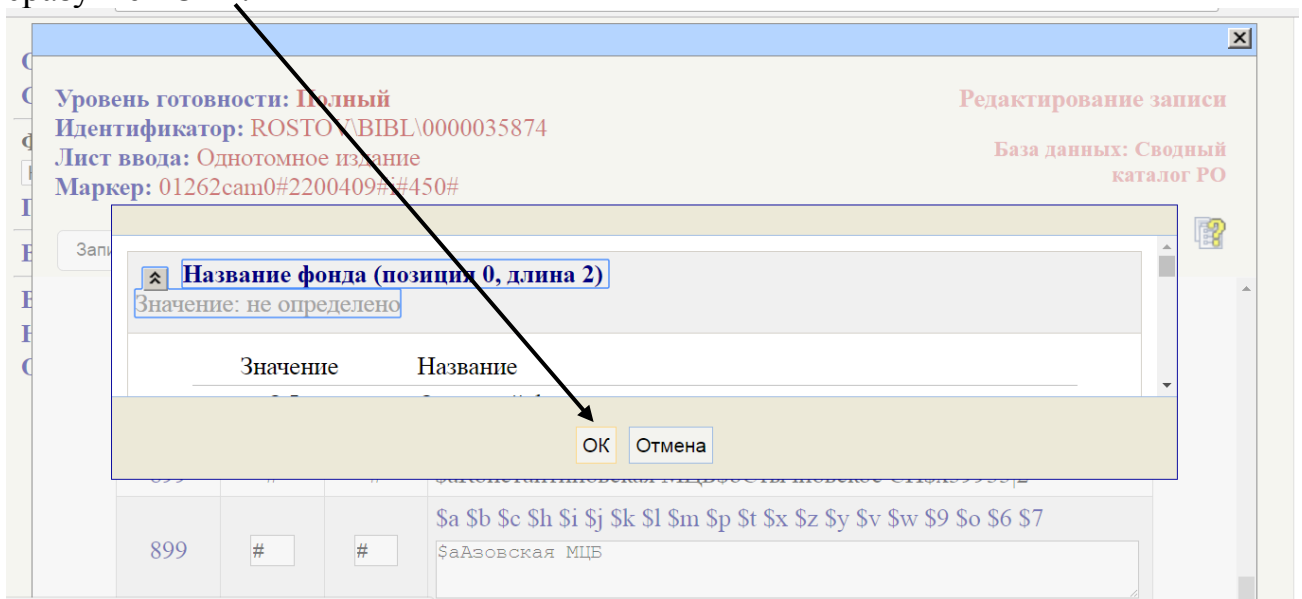 Уровень готовности: Полный
Редактирование записи
Идентификатор: ROSTOV\BIBL\0000035874
Лист ввода: Однотомное издание
База данных: Сводный
каталог РО
Маркер: 01262cam0#2200409#i#450#
Запи
Название фонда (позиция 0, длина 2)
Значение: не определено
Значение Название
ОК Отмена
$a $b $c $h $i $j $k $l $m $p $t $x $z $y $v $w $9 $o $6 $7
899 # # $aАзовская МЦБ